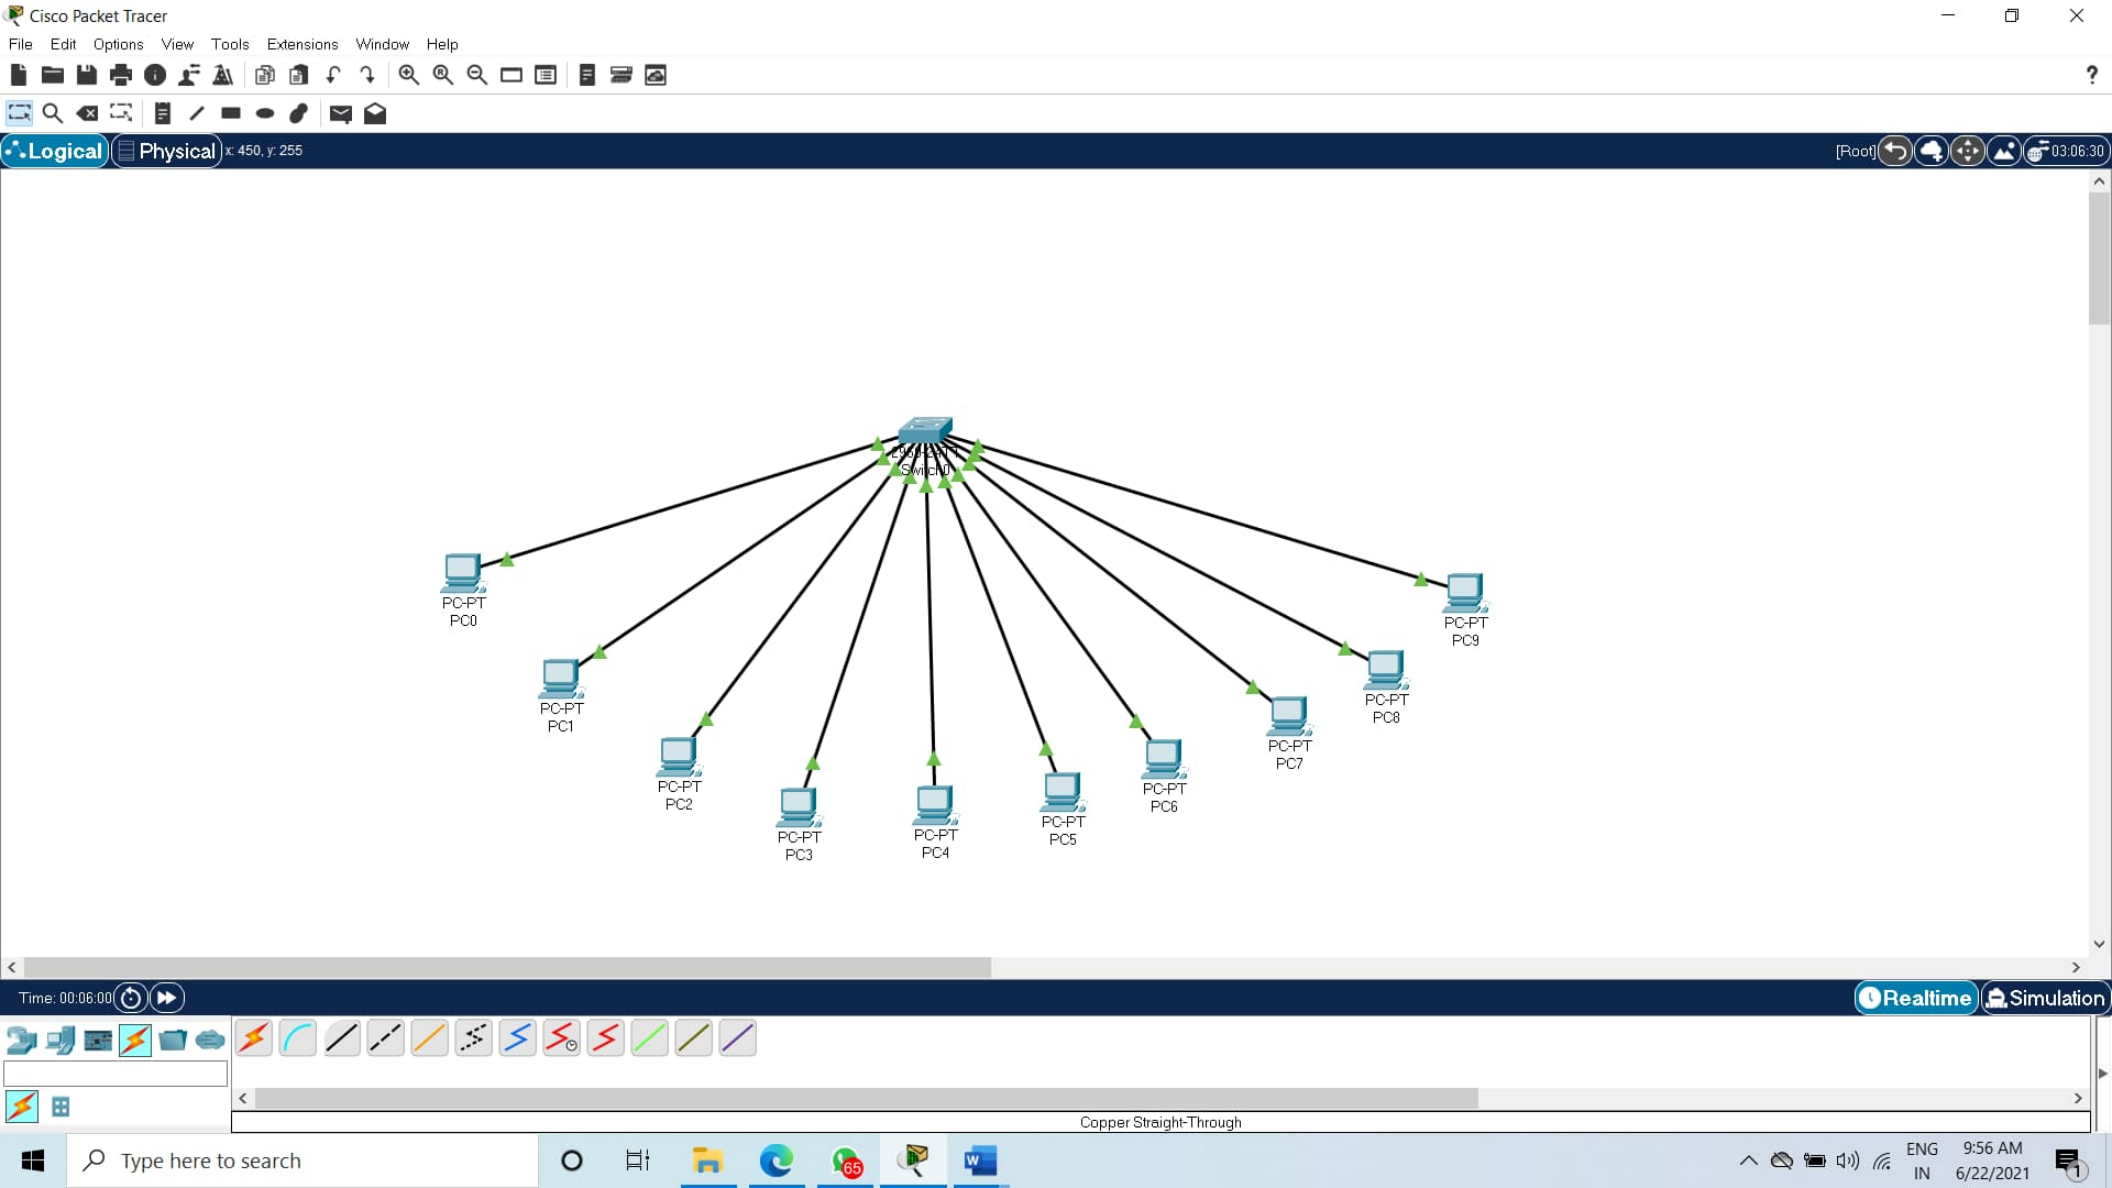 Cisco Packet Tracer
File Edit Options View Tools Extensions Window Help
?
Logical Physical x: 450, y: 255 [Root] 03:06:30
Switch0
PC-PT
PC0
PC-PT
PC1
PC-PT
PC2
PC-PT
PC3
PC-PT
PC4
PC-PT
PC5
PC-PT
PC6
PC-PT
PC7
PC-PT
PC8
PC-PT
PC9
Time: 00:06:00 Realtime Simulation
Copper Straight-Through
Type here to search
65
ENG
IN
9:56 AM
6/22/2021
1